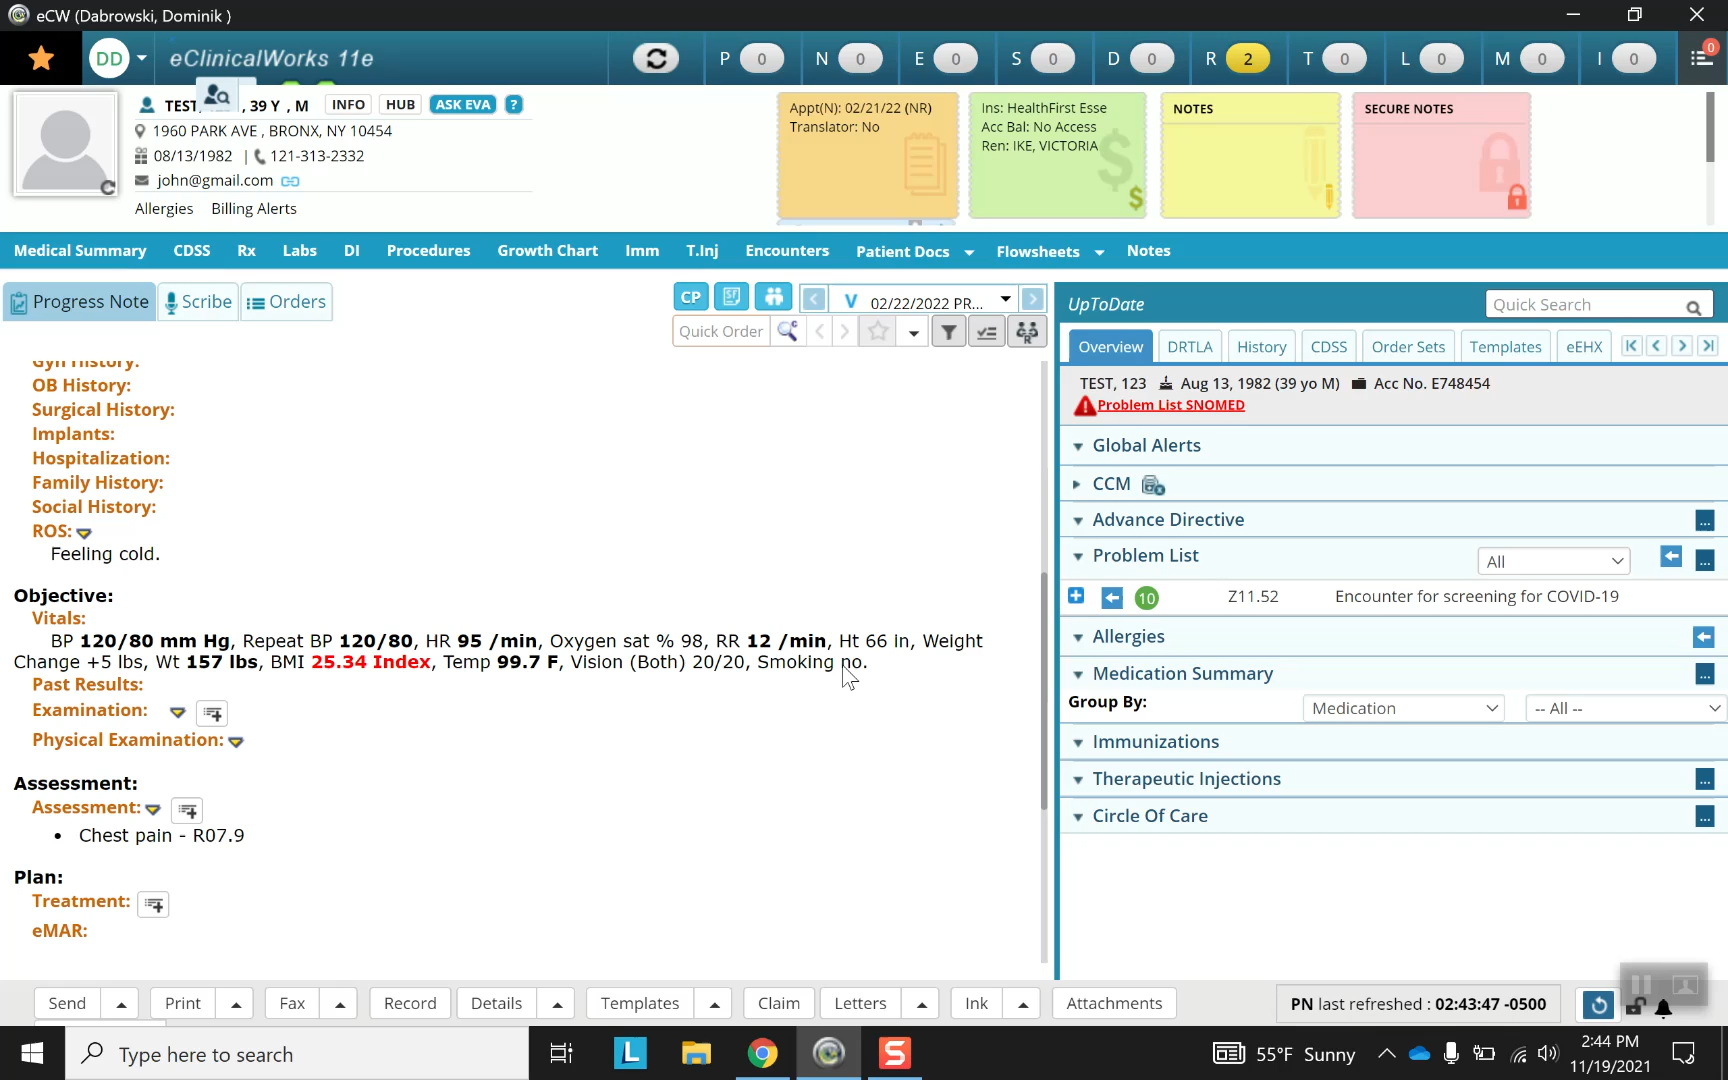 eCW (Dabrowski, Dominik )
DD eClinicalWorks 11e P 0 N 0 E 0 S 0 D 0 R 2 T 0 L 0 M 0 I 0 0
TEST, , 39 Y , M INFO HUB ASK EVA ?
1960 PARK AVE , BRONX, NY 10454
08/13/1982 | 121-313-2332
john@gmail.com
Allergies Billing Alerts
Appt(N): 02/21/22 (NR)
Translator: No
Ins: HealthFirst Esse
Acc Bal: No Access
Ren: IKE, VICTORIA
NOTES
SECURE NOTES
Medical Summary CDSS Rx Labs DI Procedures Growth Chart Imm T.Inj Encounters Patient Docs Flowsheets Notes
Progress Note Scribe Orders
CP SF V 02/22/2022 PR...
Quick Order
Gyn History:
OB History:
Surgical History:
Implants:
Hospitalization:
Family History:
Social History:
ROS:
Feeling cold.
Objective:
Vitals:
BP 120/80 mm Hg, Repeat BP 120/80, HR 95 /min, Oxygen sat % 98, RR 12 /min, Ht 66 in, Weight
Change +5 lbs, Wt 157 lbs, BMI 25.34 Index, Temp 99.7 F, Vision (Both) 20/20, Smoking no.
Past Results:
Examination:
Physical Examination:
Assessment:
Assessment:
• Chest pain - R07.9
Plan:
Treatment:
eMAR:
UpToDate Quick Search
Overview DRTLA History CDSS Order Sets Templates eEHX
TEST, 123 Aug 13, 1982 (39 yo M) Acc No. E748454
Problem List SNOMED
Global Alerts
CCM
Advance Directive ...
Problem List All ...
10 Z11.52 Encounter for screening for COVID-19
Allergies
Medication Summary ...
Group By: Medication -- All --
Immunizations
Therapeutic Injections ...
Circle Of Care ...
Send Print Fax Record Details Templates Claim Letters Ink Attachments PN last refreshed : 02:43:47 -0500
Type here to search L S 55°F Sunny 2:44 PM
11/19/2021